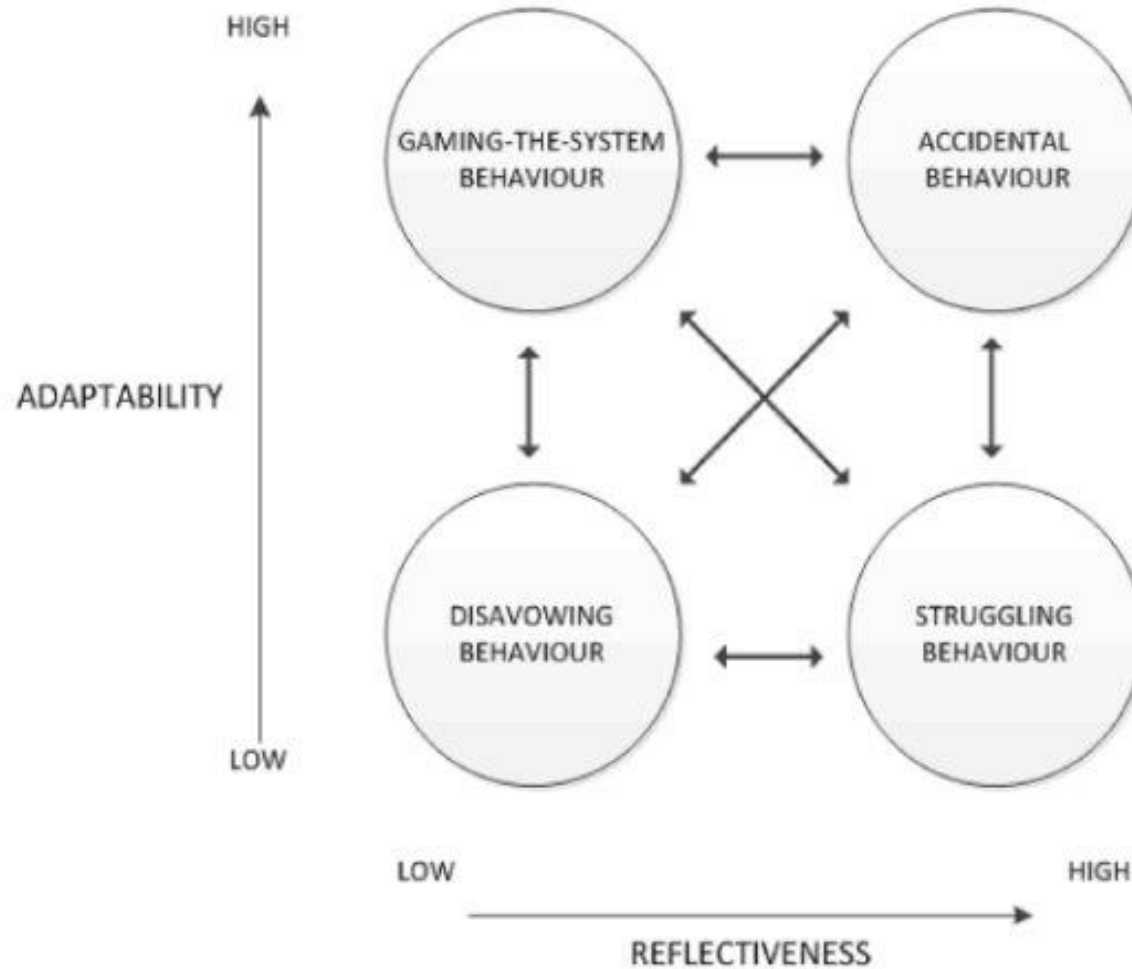 HIGH
GAMING-THE-SYSTEM
BEHAVIOUR
ACCIDENTAL
BEHAVIOUR
ADAPTABILITY
DISAVOWING
BEHAVIOUR
STRUGGLING
BEHAVIOUR
LOW
LOW
HIGH
REFLECTIVENESS